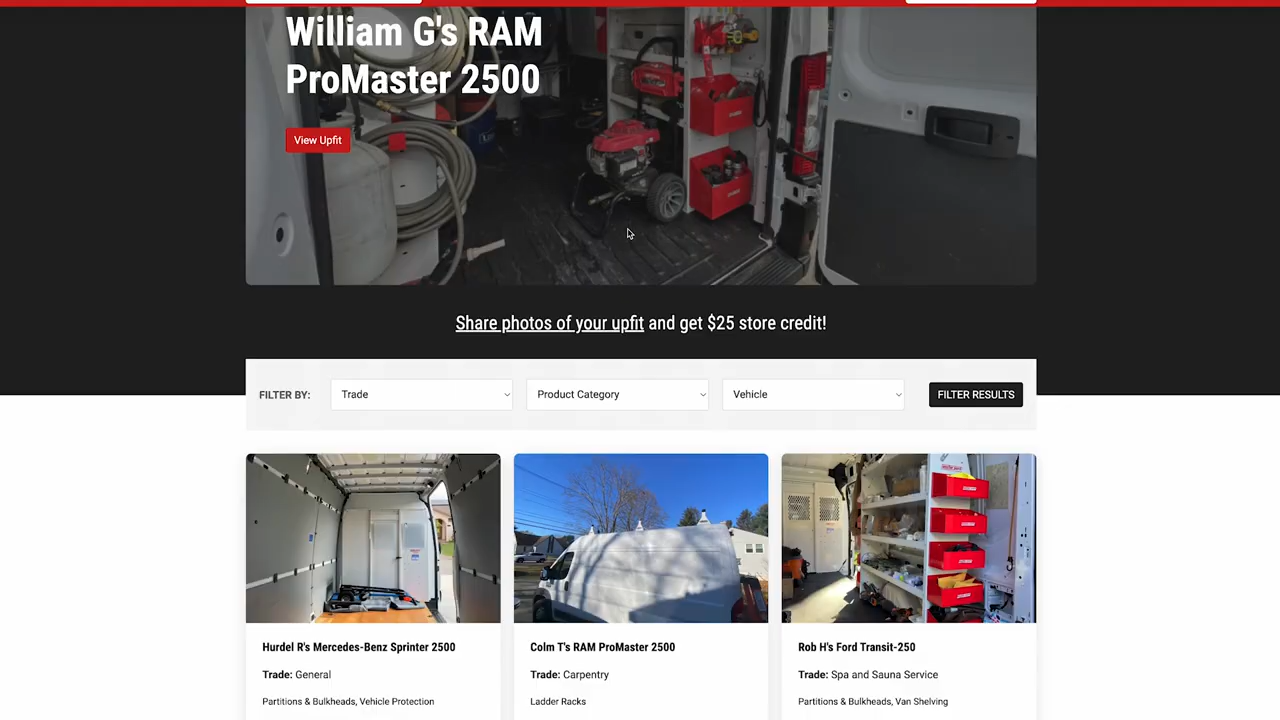 William G's RAM
ProMaster 2500
View Upfit
Share photos of your upfit and get $25 store credit!
FILTER BY:
Trade
Product Category
Vehicle
FILTER RESULTS
Hurdel R's Mercedes-Benz Sprinter 2500
Trade: General
Partitions & Bulkheads, Vehicle Protection
Colm T's RAM ProMaster 2500
Trade: Carpentry
Ladder Racks
Rob H's Ford Transit-250
Trade: Spa and Sauna Service
Partitions & Bulkheads, Van Shelving